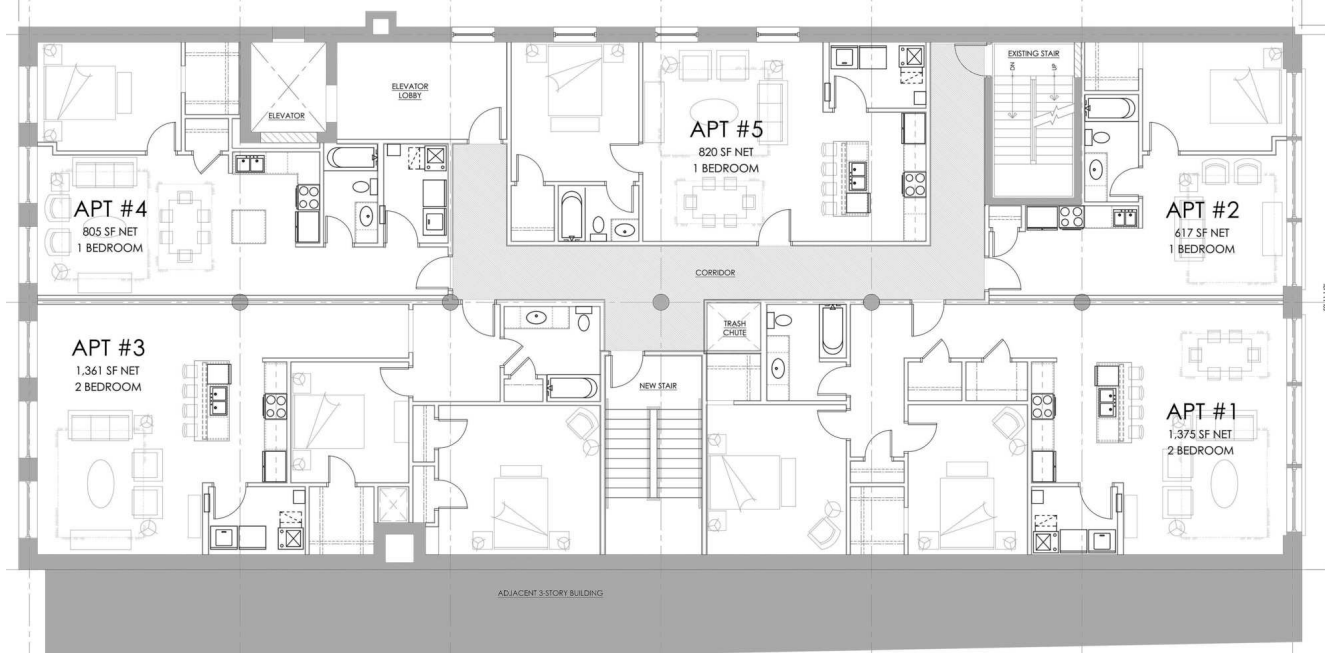 EXISTING STAIR
DN
UP
ELEVATOR
LOBBY
ELEVATOR
APT #5
820 SF NET
1 BEDROOM
APT #4
805 SF NET
1 BEDROOM
APT #2
617 SF NET
1 BEDROOM
CORRIDOR
TRASH
CHUTE
APT #3
1,361 SF NET
2 BEDROOM
NEW STAIR
APT #1
1,375 SF NET
2 BEDROOM
ADJACENT 3-STORY BUILDING